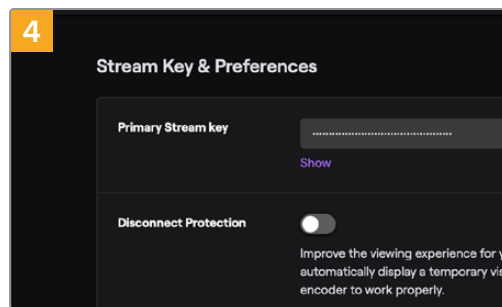 4
Stream Key & Preferences
Primary Stream key
Show
Disconnect Protection
Improve the viewing experience for
automatically display a temporary
encoder to work properly.